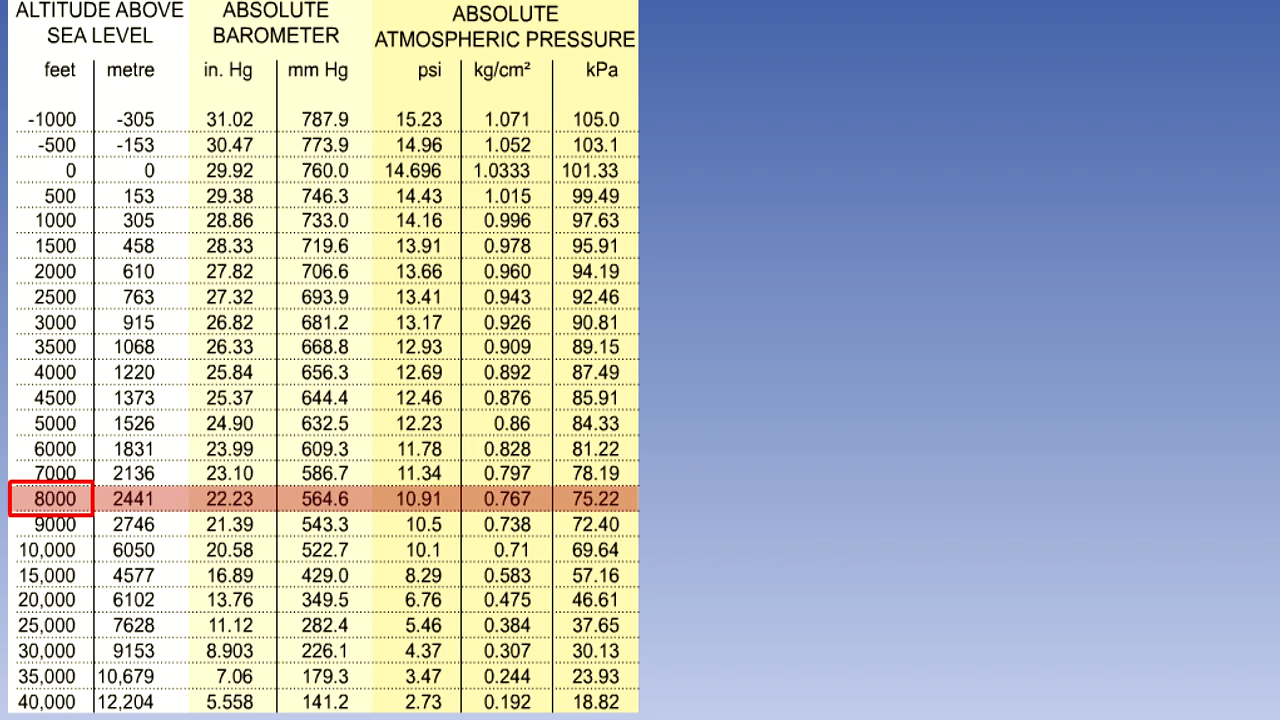 ALTITUDE ABOVE SEA LEVEL ABSOLUTE BAROMETER ABSOLUTE ATMOSPHERIC PRESSURE
feet metre in. Hg mm Hg psi kg/cm² kPa
-1000 -305 31.02 787.9 15.23 1.071 105.0
-500 -153 30.47 773.9 14.96 1.052 103.1
0 0 29.92 760.0 14.696 1.0333 101.33
500 153 29.38 746.3 14.43 1.015 99.49
1000 305 28.86 733.0 14.16 0.996 97.63
1500 458 28.33 719.6 13.91 0.978 95.91
2000 610 27.82 706.6 13.66 0.960 94.19
2500 763 27.32 693.9 13.41 0.943 92.46
3000 915 26.82 681.2 13.17 0.926 90.81
3500 1068 26.33 668.8 12.93 0.909 89.15
4000 1220 25.84 656.3 12.69 0.892 87.49
4500 1373 25.37 644.4 12.46 0.876 85.91
5000 1526 24.90 632.5 12.23 0.86 84.33
6000 1831 23.99 609.3 11.78 0.828 81.22
7000 2136 23.10 586.7 11.34 0.797 78.19
8000 2441 22.23 564.6 10.91 0.767 75.22
9000 2746 21.39 543.3 10.5 0.738 72.40
10,000 6050 20.58 522.7 10.1 0.71 69.64
15,000 4577 16.89 429.0 8.29 0.583 57.16
20,000 6102 13.76 349.5 6.76 0.475 46.61
25,000 7628 11.12 282.4 5.46 0.384 37.65
30,000 9153 8.903 226.1 4.37 0.307 30.13
35,000 10,679 7.06 179.3 3.47 0.244 23.93
40,000 12,204 5.558 141.2 2.73 0.192 18.82